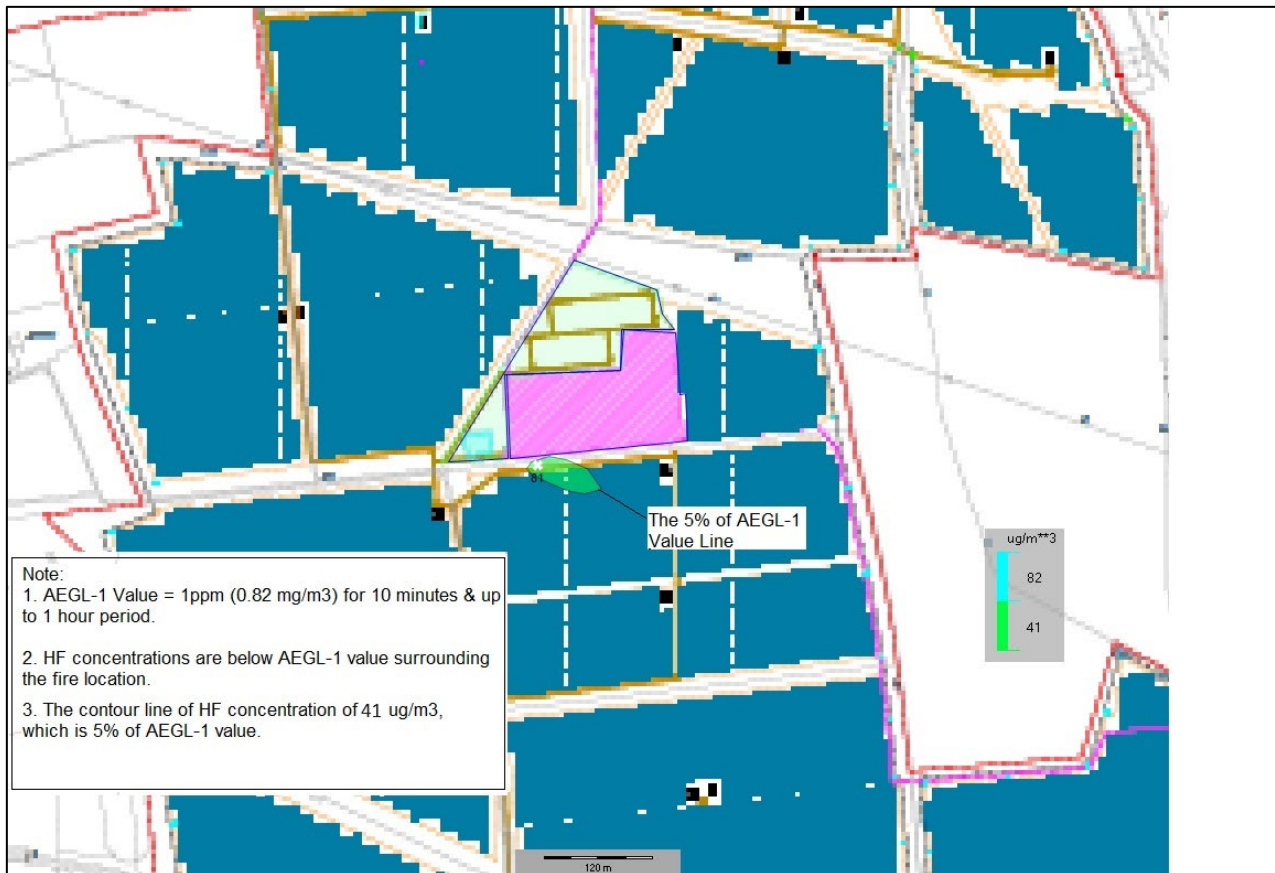 81
The 5% of AEGL-1
Value Line
ug/m**3
82
41
Note:
1. AEGL-1 Value = 1ppm (0.82 mg/m3) for 10 minutes & up
to 1 hour period.
2. HF concentrations are below AEGL-1 value surrounding
the fire location.
3. The contour line of HF concentration of 41 ug/m3,
which is 5% of AEGL-1 value.
120 m